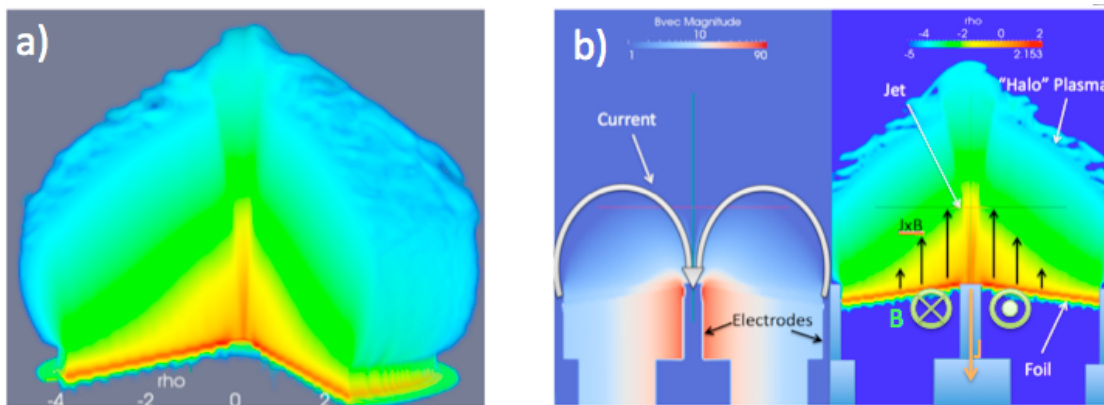 a)
rho
-4 -2 0 2
b)
Bvec Magnitude
10
1 90
Current
Electrodes
rho
-4 -2 0 2
-5 2.153
Jet
"Halo" Plasma
JxB
B
J
Foil